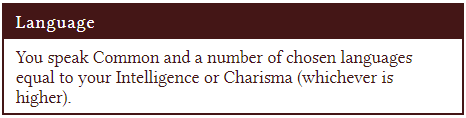 Language
You speak Common and a number of chosen languages
equal to your Intelligence or Charisma (whichever is
higher).